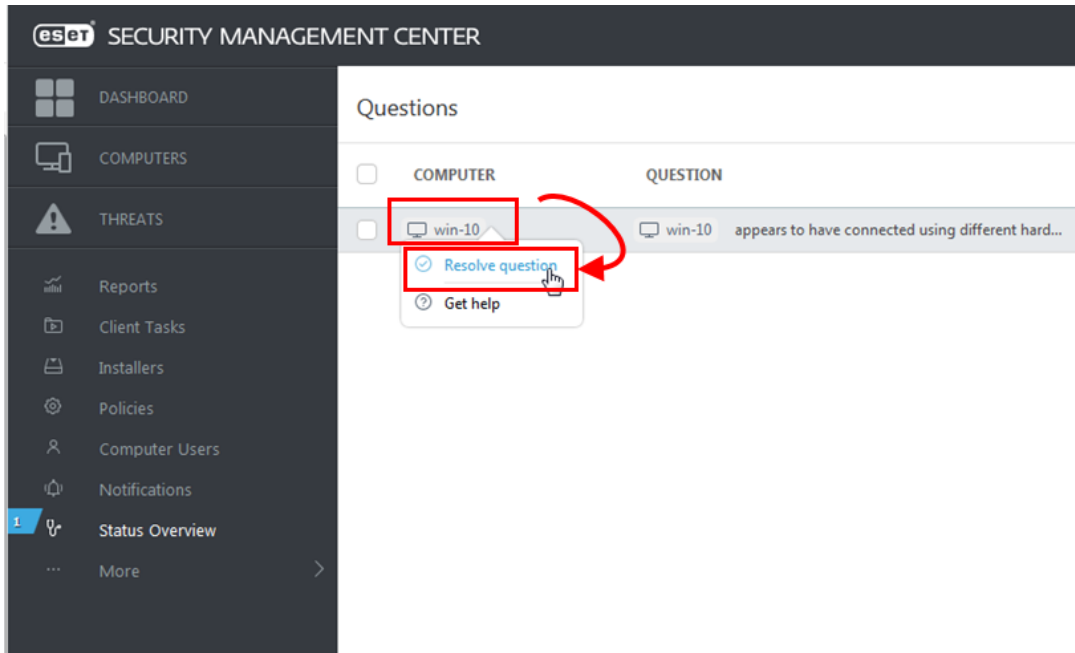 eset SECURITY MANAGEMENT CENTER
DASHBOARD
COMPUTERS
THREATS
Reports
Client Tasks
Installers
Policies
Computer Users
Notifications
1 Status Overview
More
Questions
COMPUTER QUESTION
win-10 win-10 appears to have connected using different hard...
Resolve question
Get help